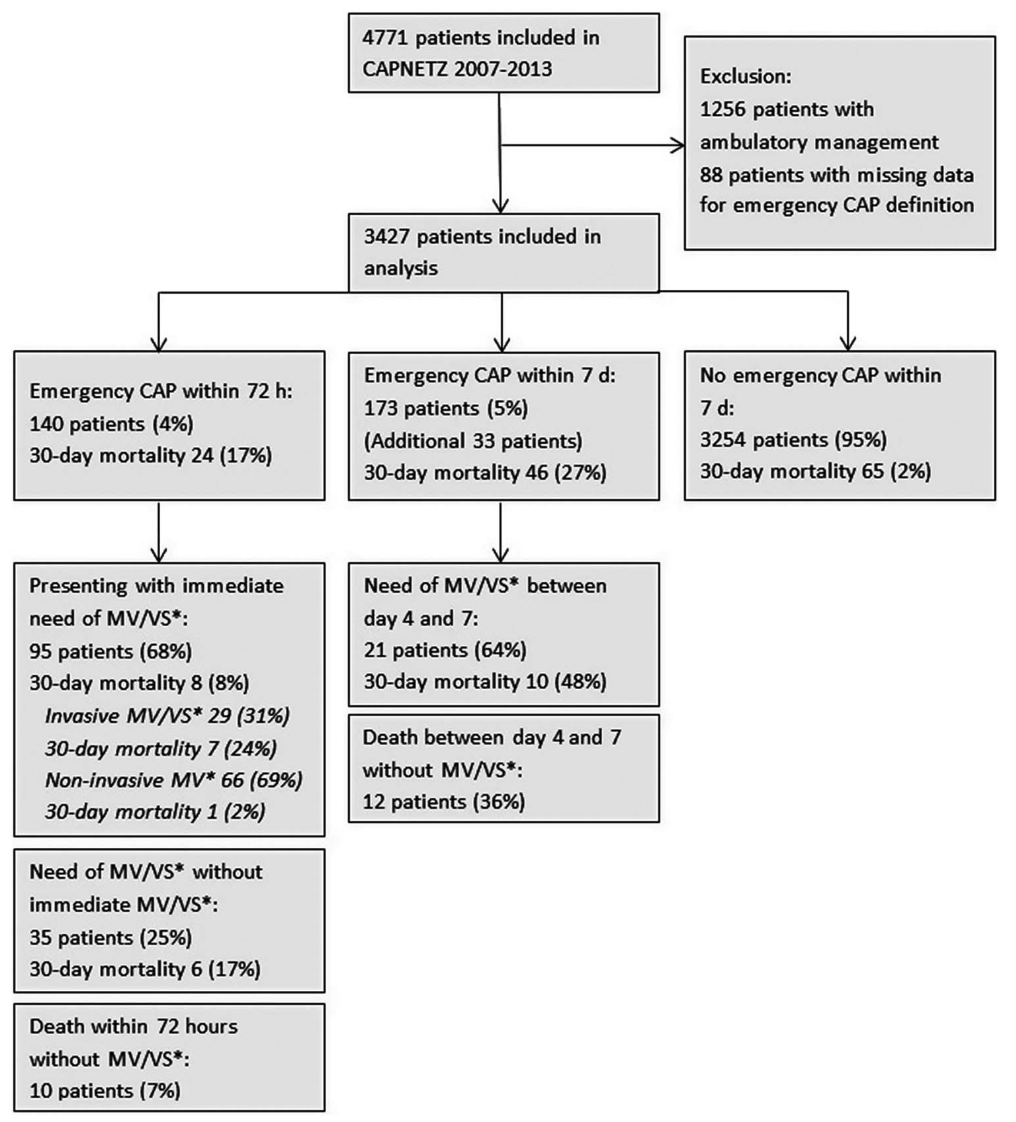 4771 patients included in
CAPNETZ 2007-2013
Exclusion:
1256 patients with
ambulatory management
88 patients with missing data
for emergency CAP definition
3427 patients included in
analysis
Emergency CAP within 72 h:
140 patients (4%)
30-day mortality 24 (17%)
Emergency CAP within 7 d:
173 patients (5%)
(Additional 33 patients)
30-day mortality 46 (27%)
No emergency CAP within
7 d:
3254 patients (95%)
30-day mortality 65 (2%)
Presenting with immediate
need of MV/VS*:
95 patients (68%)
30-day mortality 8 (8%)
Invasive MV/VS* 29 (31%)
30-day mortality 7 (24%)
Non-invasive MV* 66 (69%)
30-day mortality 1 (2%)
Need of MV/VS* without
immediate MV/VS*:
35 patients (25%)
30-day mortality 6 (17%)
Death within 72 hours
without MV/VS*:
10 patients (7%)
Need of MV/VS* between
day 4 and 7:
21 patients (64%)
30-day mortality 10 (48%)
Death between day 4 and 7
without MV/VS*:
12 patients (36%)